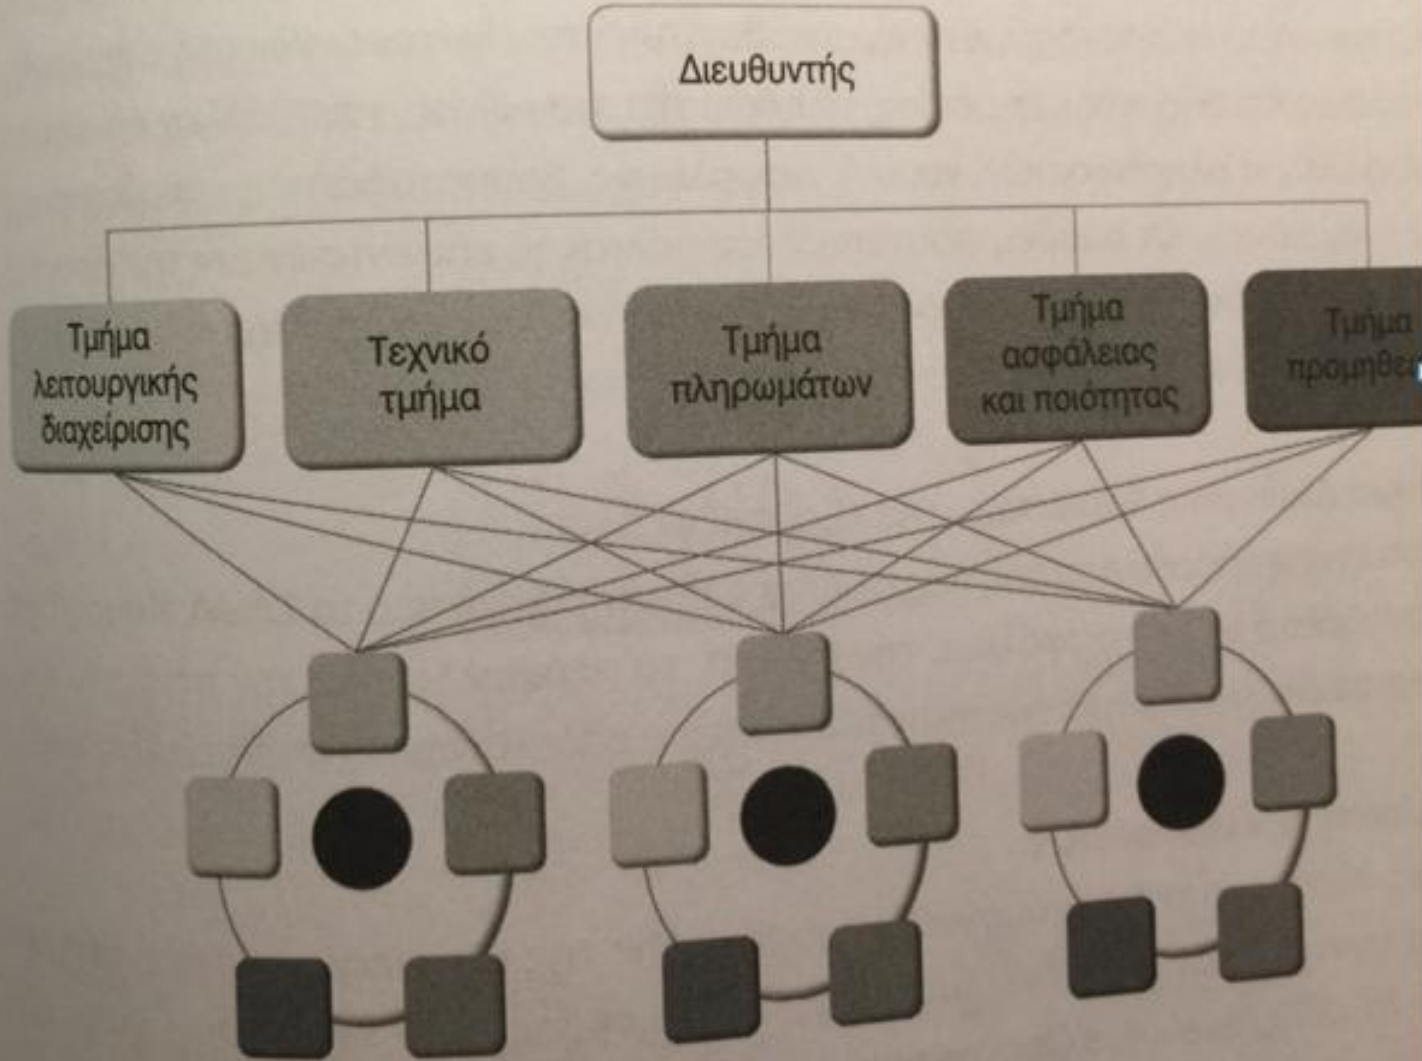 Διευθυντής
Τμήμα
λειτουργικής
διαχείρισης
Τεχνικό
τμήμα
Τμήμα
πληρωμάτων
Τμήμα
ασφάλειας
και ποιότητας
Τμήμα